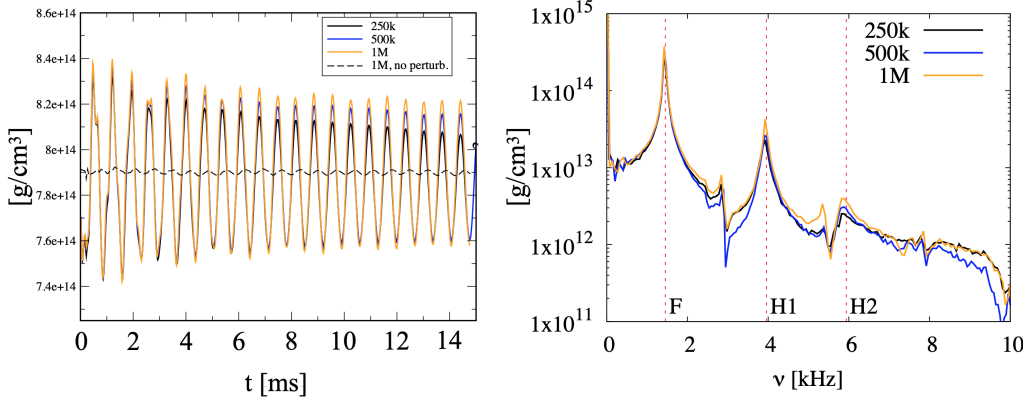 8.6e+14
8.4e+14
8.2e+14
8e+14
7.8e+14
7.6e+14
7.4e+14
[g/cm³]
250k
500k
1M
1M, no perturb.
0 2 4 6 8 10 12 14
t [ms]
1x10¹⁵
1x10¹⁴
1x10¹³
1x10¹²
1x10¹¹
[g/cm³]
250k
500k
1M
F H1 H2
0 2 4 6 8 10
ν [kHz]